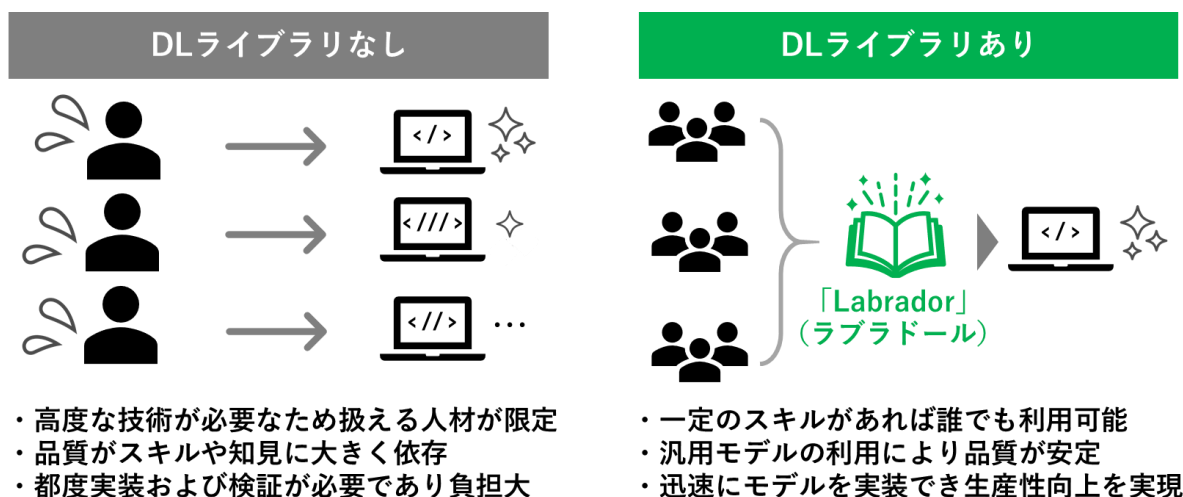 DLライブラリなし
</>
<///>
<//>
…
・高度な技術が必要なため扱える人材が限定
・品質がスキルや知見に大きく依存
・都度実装および検証が必要であり負担大
DLライブラリあり
「Labrador」
（ラブラドール）
</>
・一定のスキルがあれば誰でも利用可能
・汎用モデルの利用により品質が安定
・迅速にモデルを実装でき生産性向上を実現